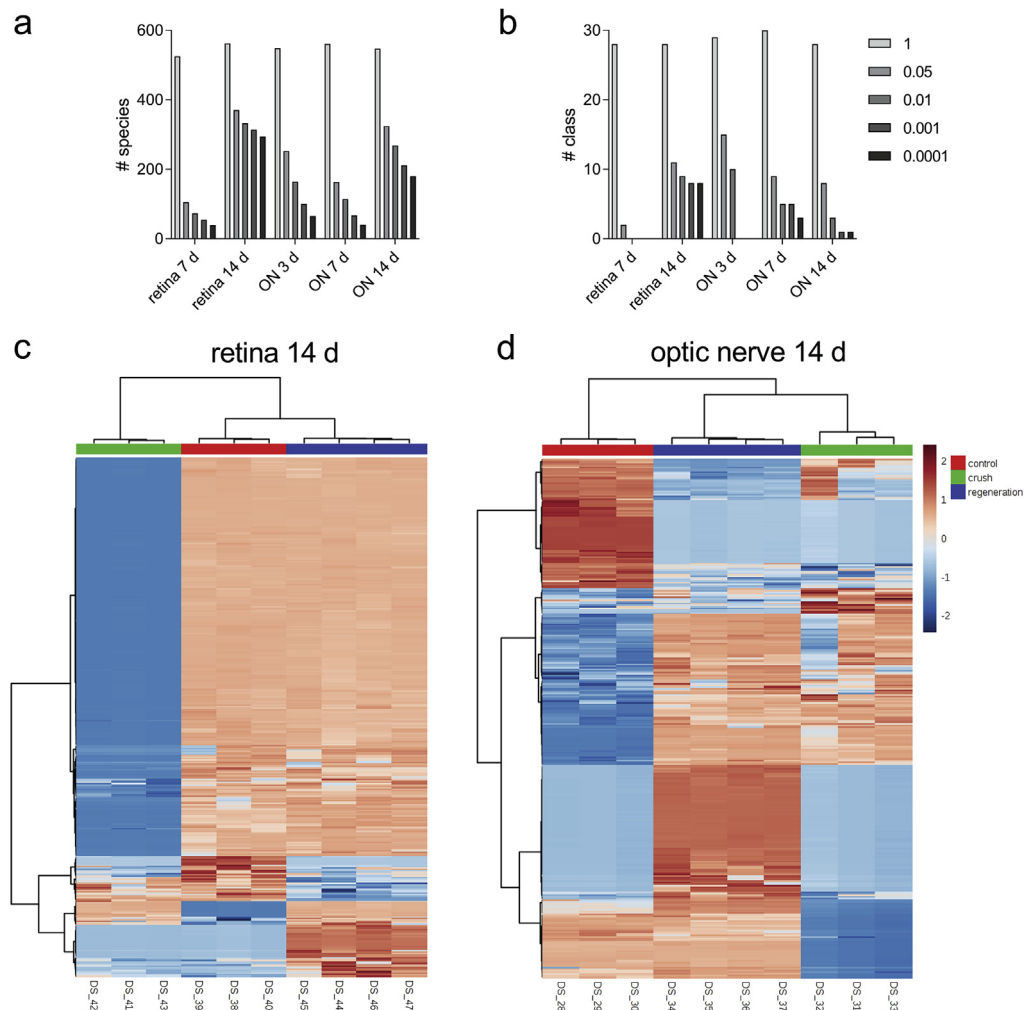 a
600
400
200
0
# species
retina 7 d
retina 14 d
ON 3 d
ON 7 d
ON 14 d
b
30
20
10
0
# class
retina 7 d
retina 14 d
ON 3 d
ON 7 d
ON 14 d
1
0.05
0.01
0.001
0.0001
c
retina 14 d
DS_42
DS_41
DS_43
DS_39
DS_38
DS_40
DS_45
DS_44
DS_46
DS_47
d
optic nerve 14 d
DS_28
DS_29
DS_30
DS_34
DS_35
DS_36
DS_37
DS_32
DS_31
DS_33
2
1
0
-1
-2
control
crush
regeneration